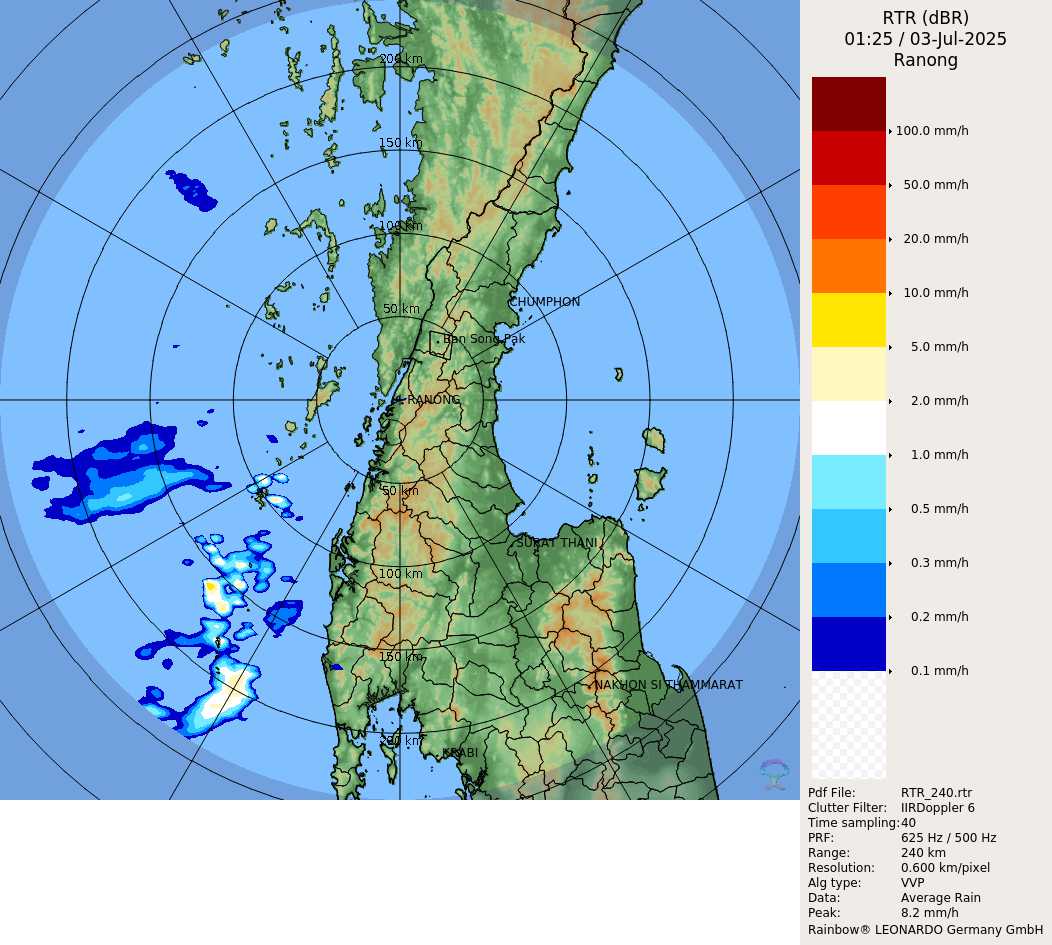 RTR (dBR)
01:25 / 03-Jul-2025
Ranong
100.0 mm/h
50.0 mm/h
20.0 mm/h
10.0 mm/h
5.0 mm/h
2.0 mm/h
1.0 mm/h
0.5 mm/h
0.3 mm/h
0.2 mm/h
0.1 mm/h
200 km
150 km
100 km
CHUMPHON
50 km
Ban Song Pak
RANONG
50 km
SURAT THANI
100 km
150 km
NAKHON SI THAMMARAT
200 km
KRABI
Pdf File: RTR_240.rtr
Clutter Filter: IIRDoppler 6
Time sampling: 40
PRF: 625 Hz / 500 Hz
Range: 240 km
Resolution: 0.600 km/pixel
Alg type: VVP
Data: Average Rain
Peak: 8.2 mm/h
Rainbow® LEONARDO Germany GmbH